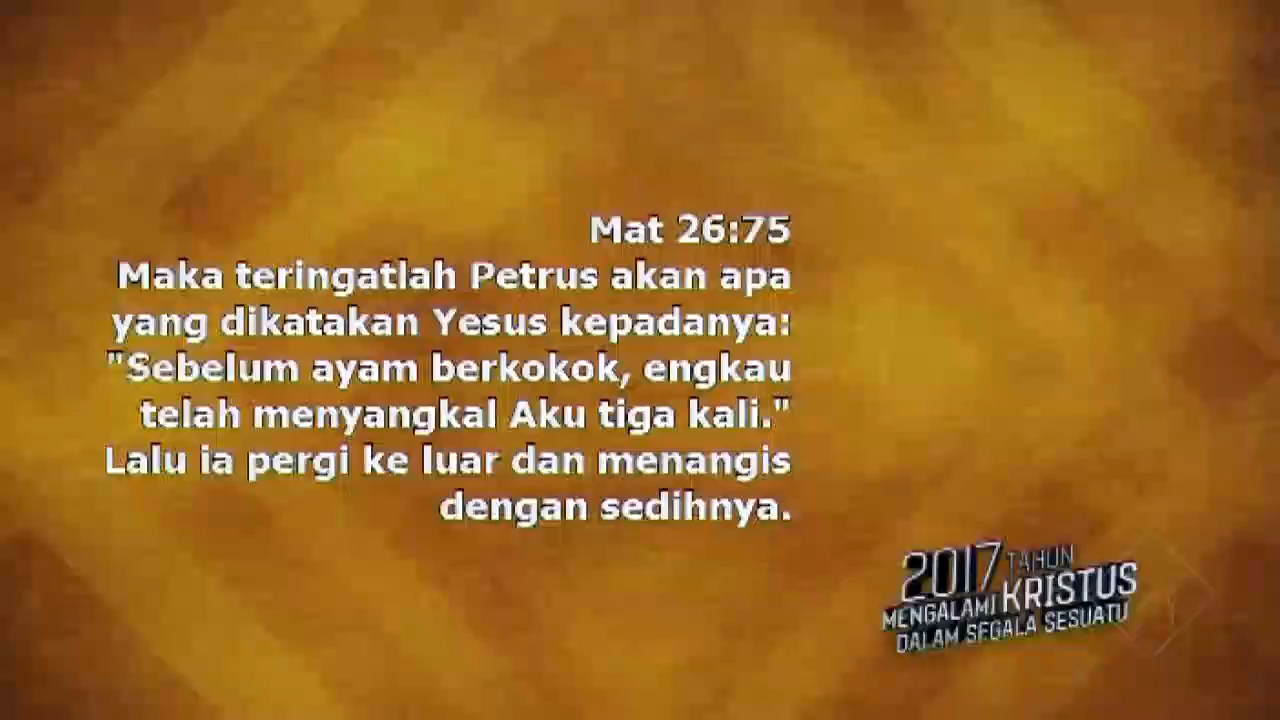 Mat 26:75
Maka teringatlah Petrus akan apa
yang dikatakan Yesus kepadanya:
"Sebelum ayam berkokok, engkau
telah menyangkal Aku tiga kali."
Lalu ia pergi ke luar dan menangis
dengan sedihnya.
2017 TAHUN
MENGALAMI KRISTUS
DALAM SEGALA SESUATU